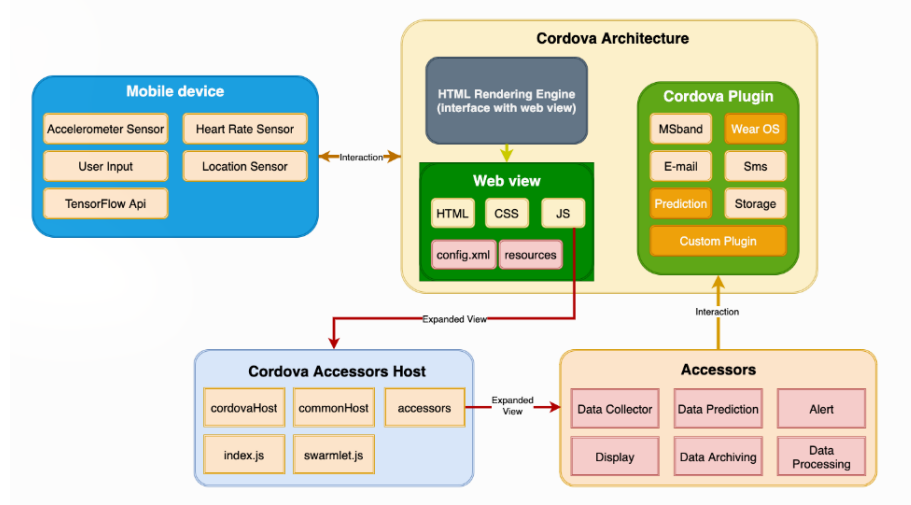 Cordova Architecture
Mobile device
Accelerometer Sensor
Heart Rate Sensor
User Input
Location Sensor
TensorFlow Api
Interaction
HTML Rendering Engine
(interface with web view)
Web view
HTML
CSS
JS
config.xml
resources
Cordova Plugin
MSband
Wear OS
E-mail
Sms
Prediction
Storage
Custom Plugin
Expanded View
Interaction
Cordova Accessors Host
cordovaHost
commonHost
accessors
index.js
swarmlet.js
Expanded
View
Accessors
Data Collector
Data Prediction
Alert
Display
Data Archiving
Data
Processing